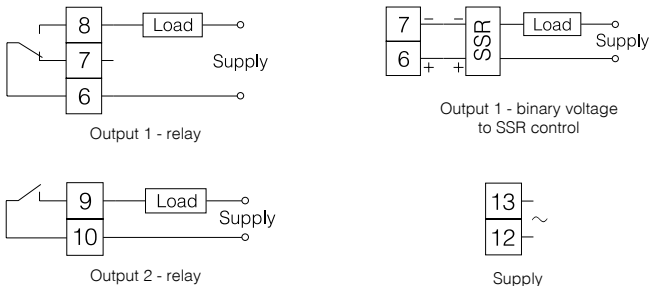 8
Load
7
Supply
6
Output 1 - relay
7
– –
SSR
Load
Supply
6
+ +
Output 1 - binary voltage
to SSR control
9
Load
Supply
10
Output 2 - relay
13
~
12
Supply